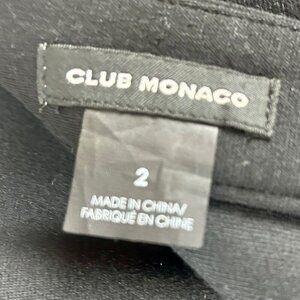 CLUB MONACO
2
MADE IN CHINA/
FABRIQUÉ EN CHINE